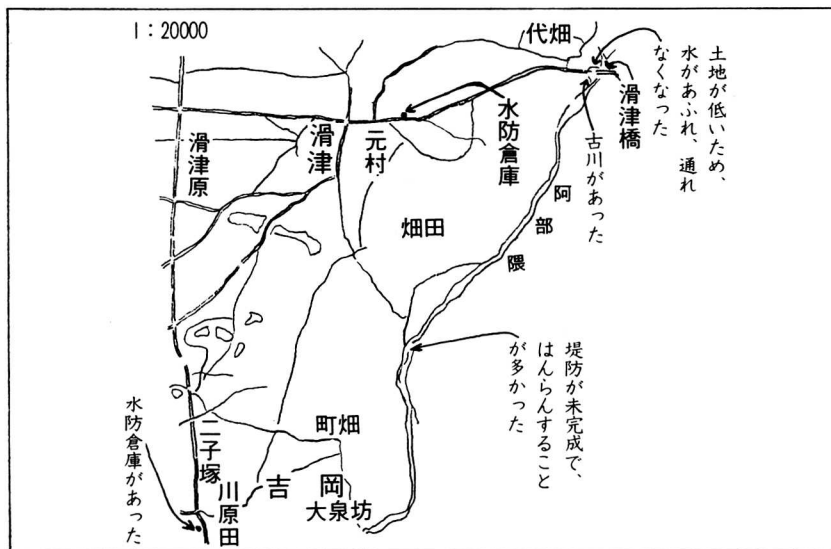 1：20000
代畑
土地が低いため、
水があふれ、通れ
なくなった
滑津橋
古川があった
水防倉庫
元村
滑津
滑津原
畑田
阿部隈
堤防が未完成で、
はんらんすること
が多かった
町畑
二子塚
吉岡
大泉坊
川原田
水防倉庫があった